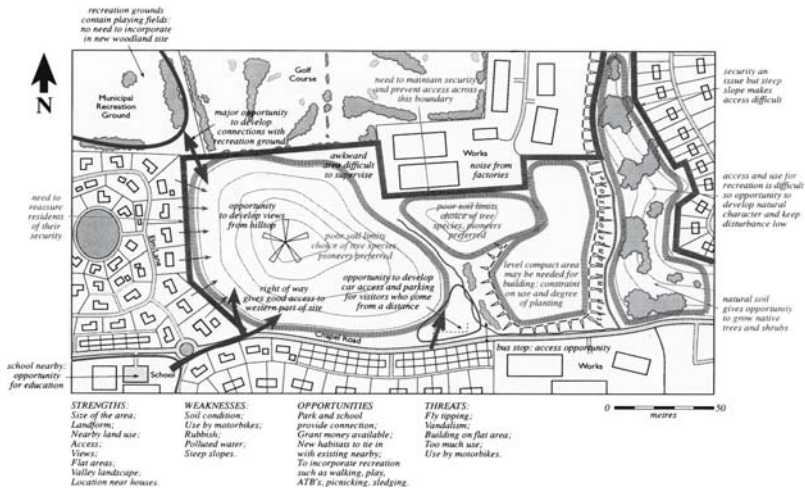 recreation grounds
contain playing fields:
no need to incorporate
in new woodland site
N
Municipal
Recreation
Ground
Golf
Course
major opportunity
to develop
connections with
recreation ground
need to maintain security
and prevent access across
this boundary
security an
issue but steep
slope makes
access difficult
awkward
area difficult
to supervise
Works
noise from
factories
need to
reassure
residents
of their
security
Elm Lane
opportunity
to develop views
from hilltop
poor soil limits
choice of tree species,
pioneers preferred
poor soil limits
choice of tree
species, pioneers
preferred
access and use for
recreation is difficult
so opportunity to
develop natural
character and keep
disturbance low
level compact area
may be needed for
building: constraint
on use and degree
of planting
right of way
gives good access to
western part of site
opportunity to develop
car access and parking
for visitors who come
from a distance
natural soil
gives opportunity
to grow native
trees and shrubs
Chapel Road
bus stop: access opportunity
school nearby:
opportunity
for education
School
Works
STRENGTHS:
Size of the area;
Landform;
Nearby land use;
Access;
Views;
Flat areas;
Valley landscape,
Location near houses
WEAKNESSES:
Soil condition;
Use by motorbikes;
Rubbish;
Polluted water;
Steep slopes.
OPPORTUNITIES
Park and school
provide connection;
Grant money available;
New habitats to tie in
with existing nearby;
To incorporate recreation
such as walking, play,
ATB's, picnicking, sledging.
THREATS:
Fly tipping;
Vandalism;
Building on flat area;
Too much use;
Use by motorbikes.
0 50
metres